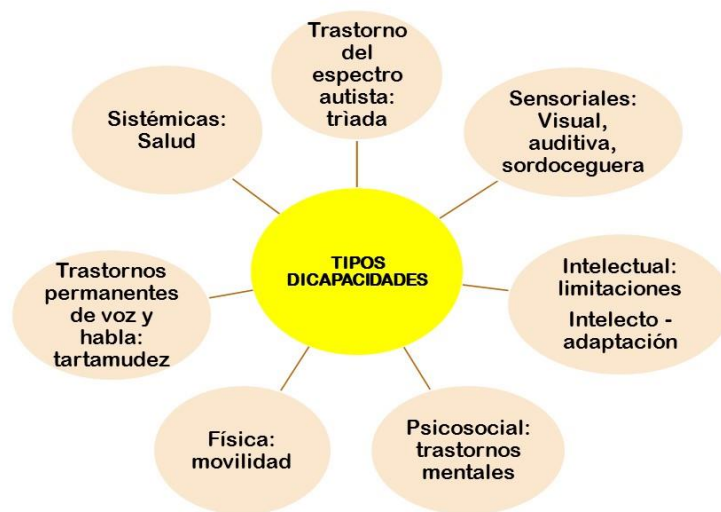 Trastorno
del
espectro
autista:
trìada
Sensoriales:
Visual,
auditiva,
sordoceguera
Intelectual:
limitaciones
Intelecto -
adaptación
Psicosocial:
trastornos
mentales
Física:
movilidad
Trastornos
permanentes
de voz y
habla:
tartamudez
Sistémicas:
Salud
TIPOS
DICAPACIDADES